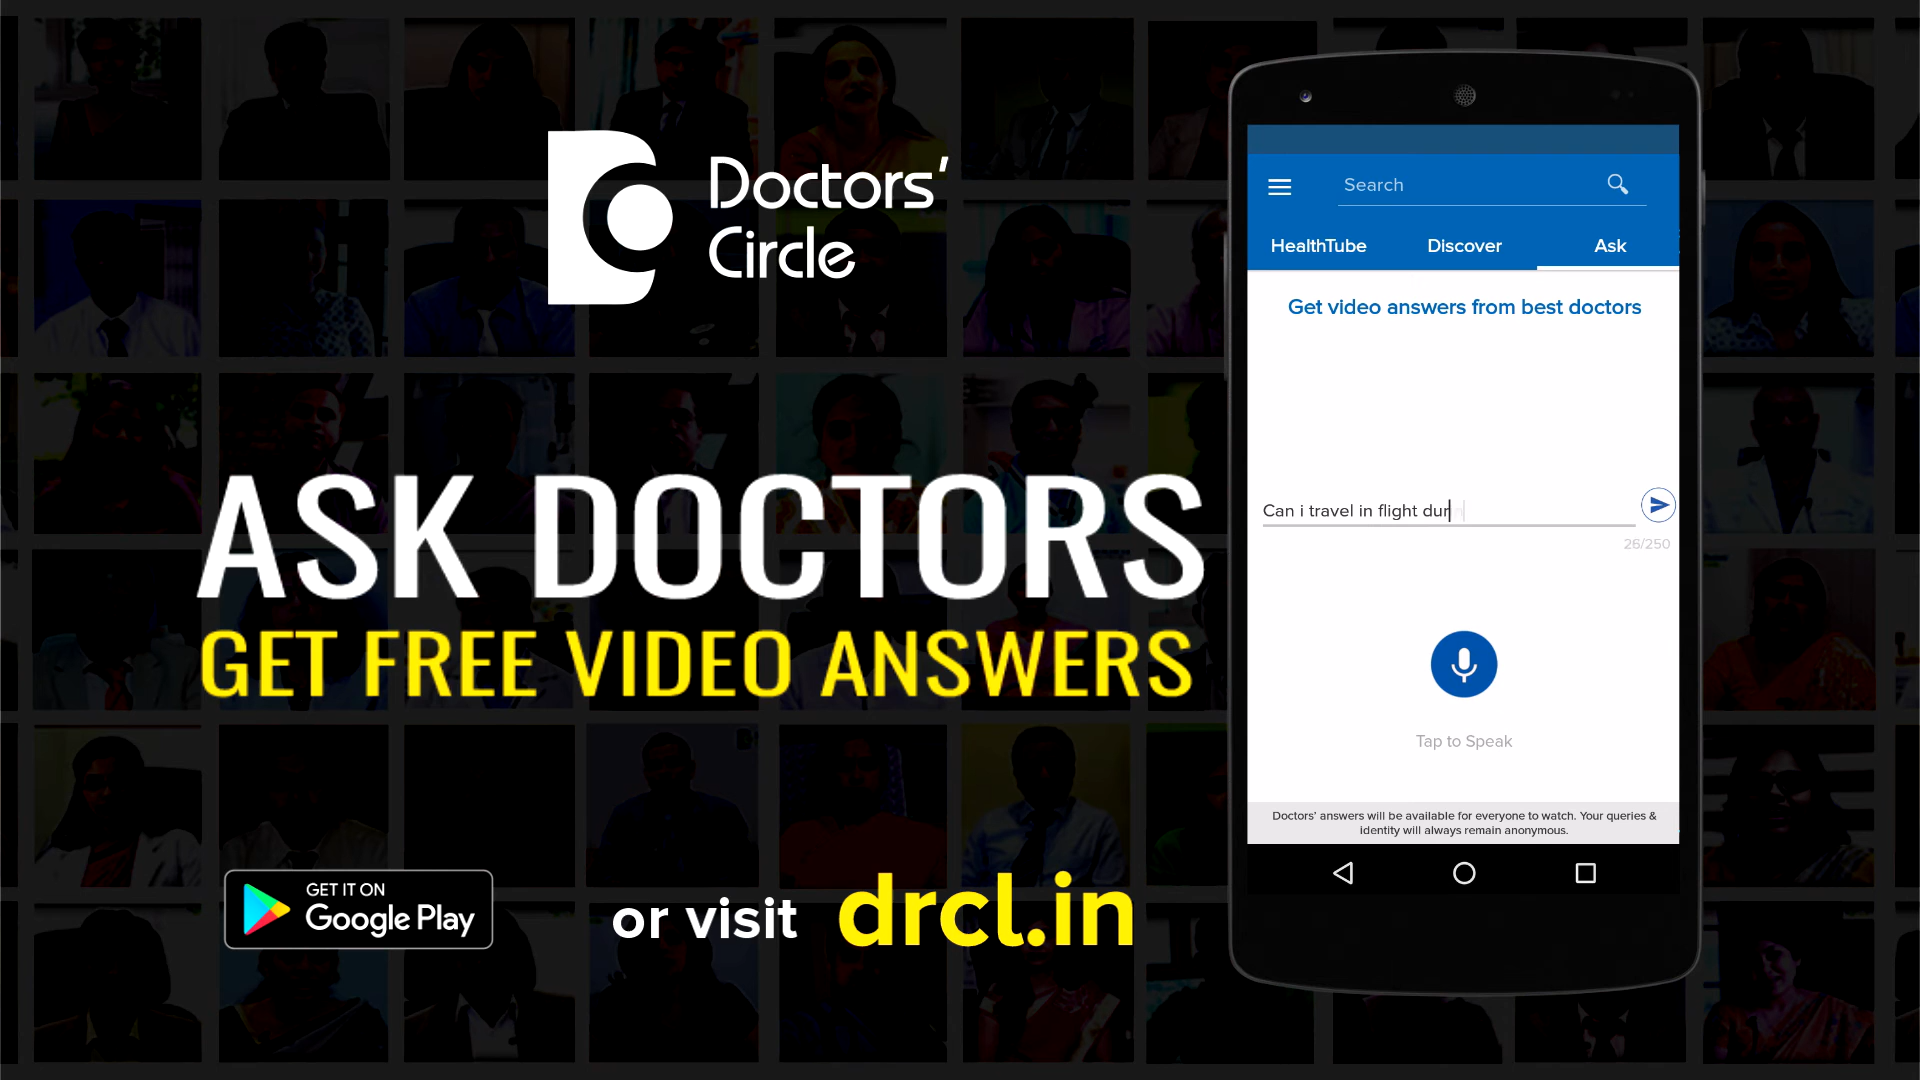 Doctors'
Circle
ASK DOCTORS
GET FREE VIDEO ANSWERS
GET IT ON
Google Play
or visit drcl.in
Search
HealthTube Discover Ask
Get video answers from best doctors
Can i travel in flight dur
26/250
Tap to Speak
Doctors' answers will be available for everyone to watch. Your queries &
identity will always remain anonymous.